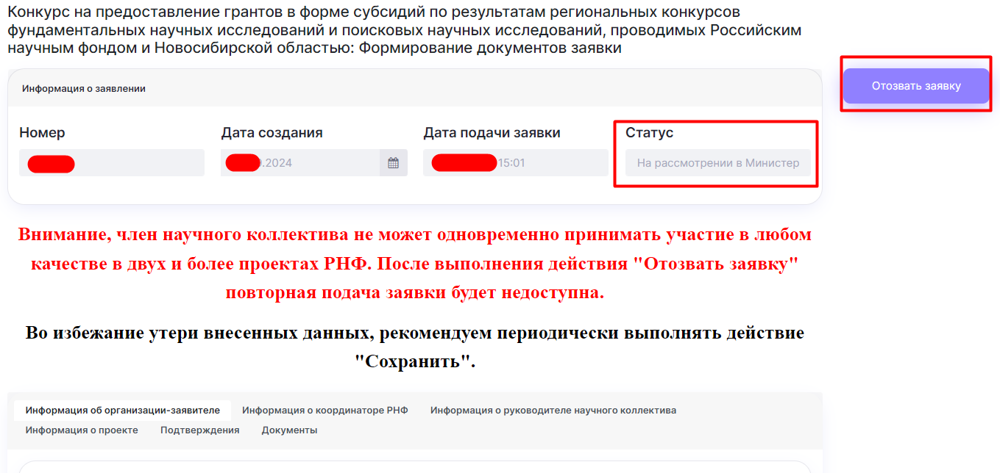 Конкурс на предоставление грантов в форме субсидий по результатам региональных конкурсов
фундаментальных научных исследований и поисковых научных исследований, проводимых Российским
научным фондом и Новосибирской областью: Формирование документов заявки
Отозвать заявку
Информация о заявлении
Номер
Дата создания
Дата подачи заявки
Статус
.2024
15:01
На рассмотрении в Министер
Внимание, член научного коллектива не может одновременно принимать участие в любом
качестве в двух и более проектах РНФ. После выполнения действия "Отозвать заявку"
повторная подача заявки будет недоступна.
Во избежание утери внесенных данных, рекомендуем периодически выполнять действие
"Сохранить".
Информация об организации-заявителе Информация о координаторе РНФ Информация о руководителе научного коллектива
Информация о проекте Подтверждения Документы